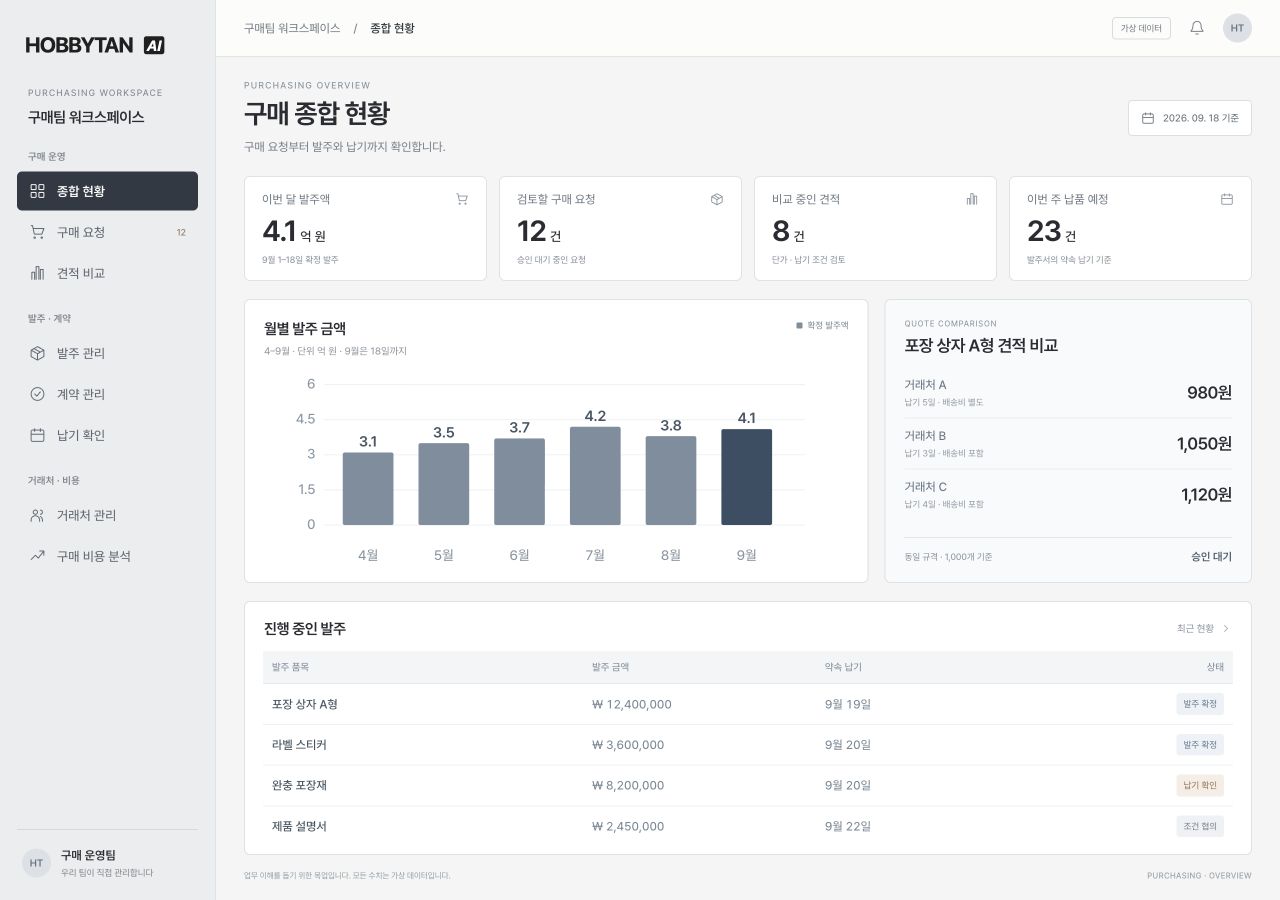 HOBBYTAN AI
PURCHASING WORKSPACE
구매팀 워크스페이스
구매 운영
종합 현황
구매 요청 12
견적 비교
발주 · 계약
발주 관리
계약 관리
납기 확인
거래처 · 비용
거래처 관리
구매 비용 분석
HT
구매 운영팀
우리 팀이 직접 관리합니다
구매팀 워크스페이스 / 종합 현황
가상 데이터
HT
PURCHASING OVERVIEW
구매 종합 현황
구매 요청부터 발주와 납기까지 확인합니다.
2026. 09. 18 기준
이번 달 발주액
4.1 억 원
9월 1–18일 확정 발주
검토할 구매 요청
12 건
승인 대기 중인 요청
비교 중인 견적
8 건
단가 · 납기 조건 검토
이번 주 납품 예정
23 건
발주서의 약속 납기 기준
월별 발주 금액
4–9월 · 단위 억 원 · 9월은 18일까지
확정 발주액
6
4.5
3
1.5
0
3.1
3.5
3.7
4.2
3.8
4.1
4월
5월
6월
7월
8월
9월
QUOTE COMPARISON
포장 상자 A형 견적 비교
거래처 A
납기 5일 · 배송비 별도
980원
거래처 B
납기 3일 · 배송비 포함
1,050원
거래처 C
납기 4일 · 배송비 포함
1,120원
동일 규격 · 1,000개 기준
승인 대기
진행 중인 발주
최근 현황
발주 품목 발주 금액 약속 납기 상태
포장 상자 A형 ₩ 12,400,000 9월 19일 발주 확정
라벨 스티커 ₩ 3,600,000 9월 20일 발주 확정
완충 포장재 ₩ 8,200,000 9월 20일 납기 확인
제품 설명서 ₩ 2,450,000 9월 22일 조건 협의
업무 이해를 돕기 위한 목업입니다. 모든 수치는 가상 데이터입니다.
PURCHASING · OVERVIEW